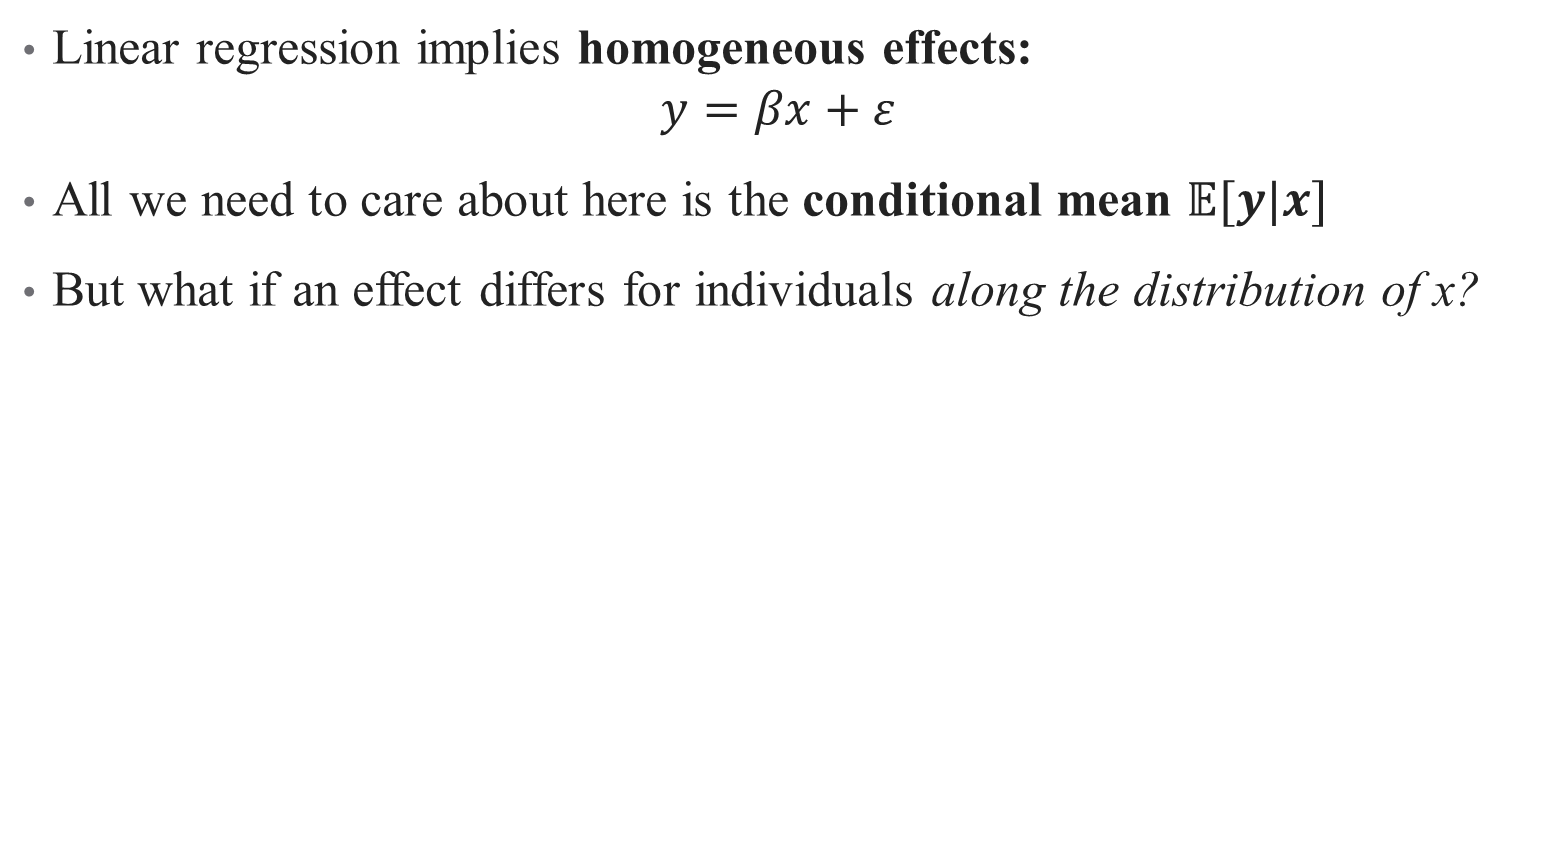 • Linear regression implies homogeneous effects:
y = βx + ε
• All we need to care about here is the conditional mean 𝔼[y|x]
• But what if an effect differs for individuals along the distribution of x?